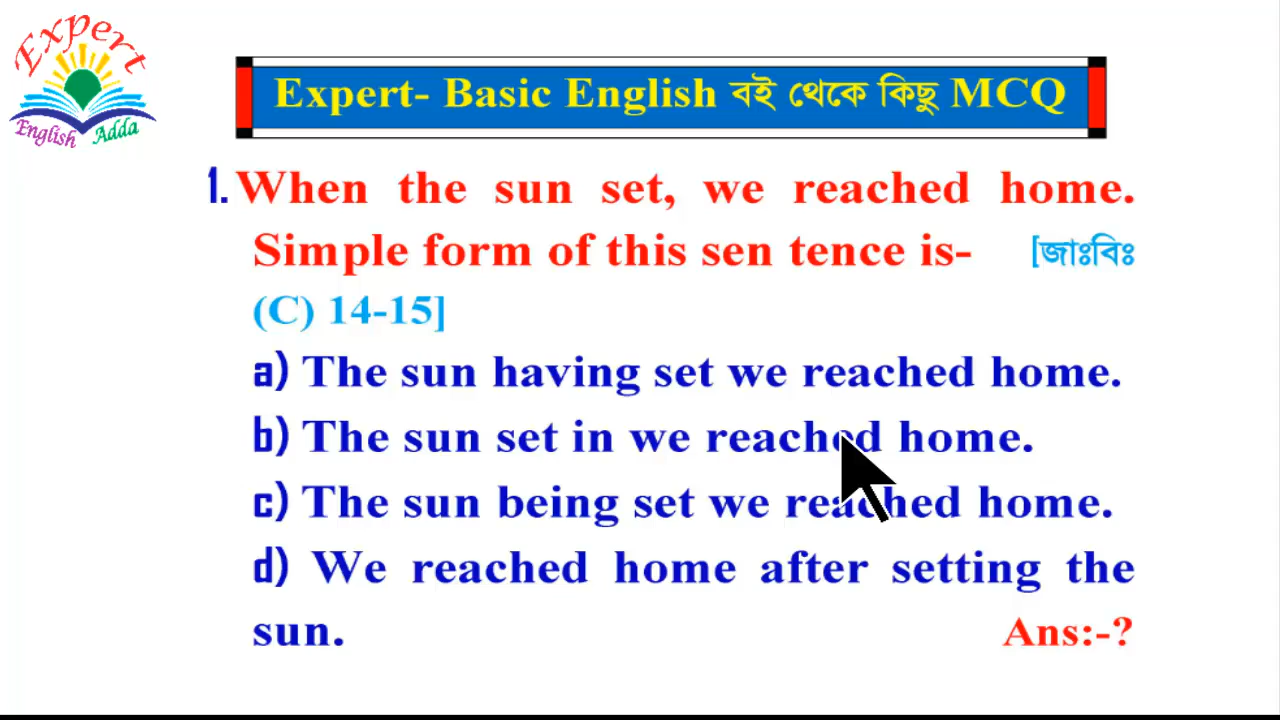 Expert
English Adda
Expert- Basic English বই থেকে কিছু MCQ
1. When the sun set, we reached home.
Simple form of this sen tence is- [জাঃবিঃ
(C) 14-15]
a) The sun having set we reached home.
b) The sun set in we reached home.
c) The sun being set we reached home.
d) We reached home after setting the
sun. Ans:-?